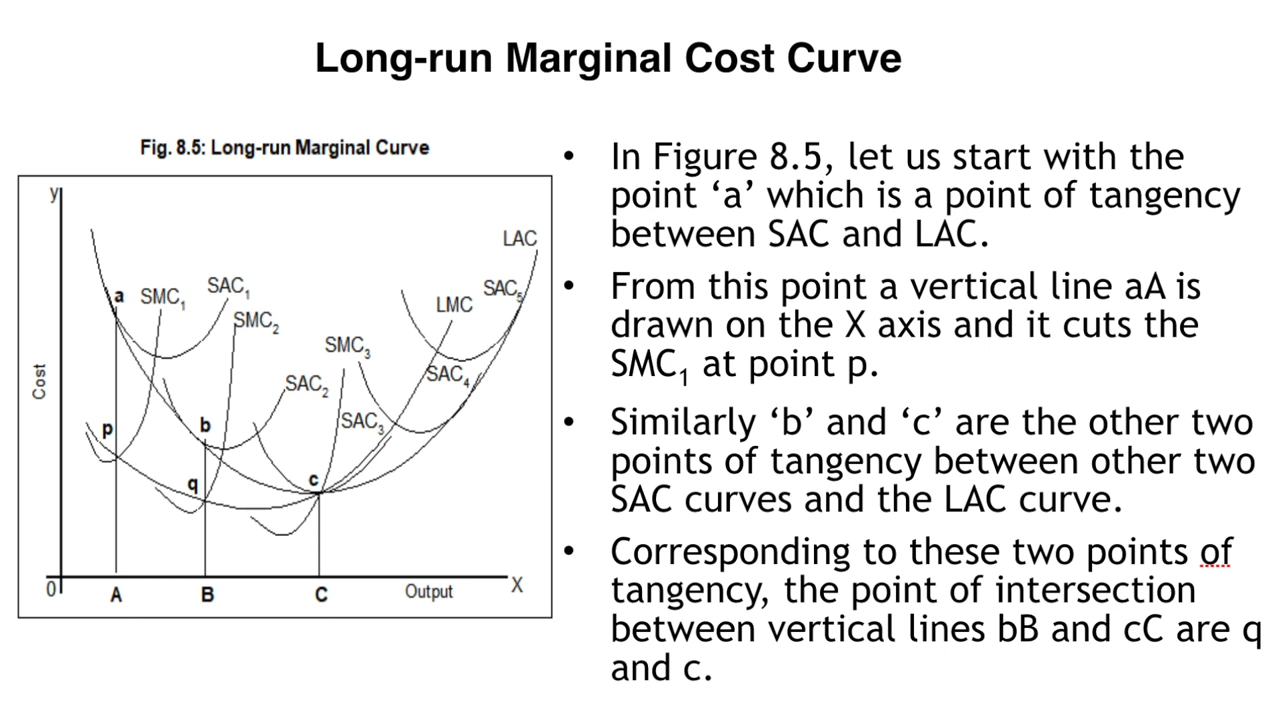 Long-run Marginal Cost Curve
Fig. 8.5: Long-run Marginal Curve
y
LAC
a
SMC1
SAC1
SAC5
LMC
SMC2
SMC3
Cost
SAC2
SAC4
p
b
SAC3
q
c
0
A
B
C
Output
X
• In Figure 8.5, let us start with the
point ‘a’ which is a point of tangency
between SAC and LAC.
• From this point a vertical line aA is
drawn on the X axis and it cuts the
SMC1 at point p.
• Similarly ‘b’ and ‘c’ are the other two
points of tangency between other two
SAC curves and the LAC curve.
• Corresponding to these two points of
tangency, the point of intersection
between vertical lines bB and cC are q
and c.